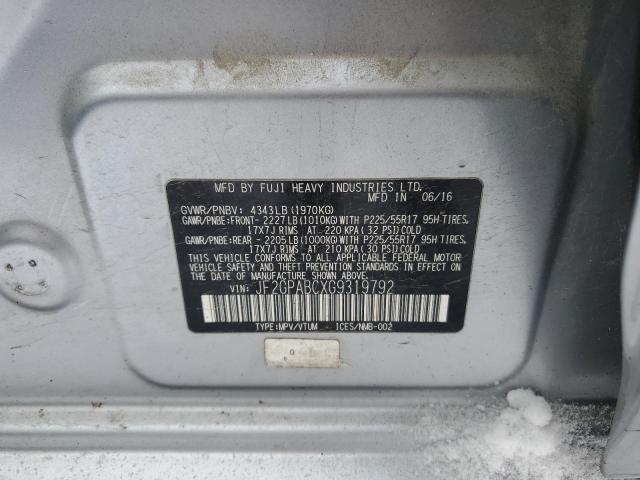 MFD BY FUJI HEAVY INDUSTRIES LTD.
MADE IN 06/16
GVWR/PNBV: 4343LB(1970KG)
GAWR/PNBE:FRONT- 2227LB(1010KG)WITH P225/55R17 95H TIRES,
17X7J RIMS AT 220 KPA(32 PSI)COLD
GAWR/PNBE:REAR - 2205LB(1000KG)WITH P225/55R17 95H TIRES,
17X7J RIMS AT 210 KPA(30 PSI)COLD
THIS VEHICLE CONFORMS TO ALL APPLICABLE FEDERAL MOTOR
VEHICLE SAFETY AND THEFT PREVENTION STANDARDS IN EFFECT
ON THE DATE OF MANUFACTURE SHOWN ABOVE.
VIN: JF2GPABCXG9319792
TYPE:MPV/VTUM ICES/NMB-002
0